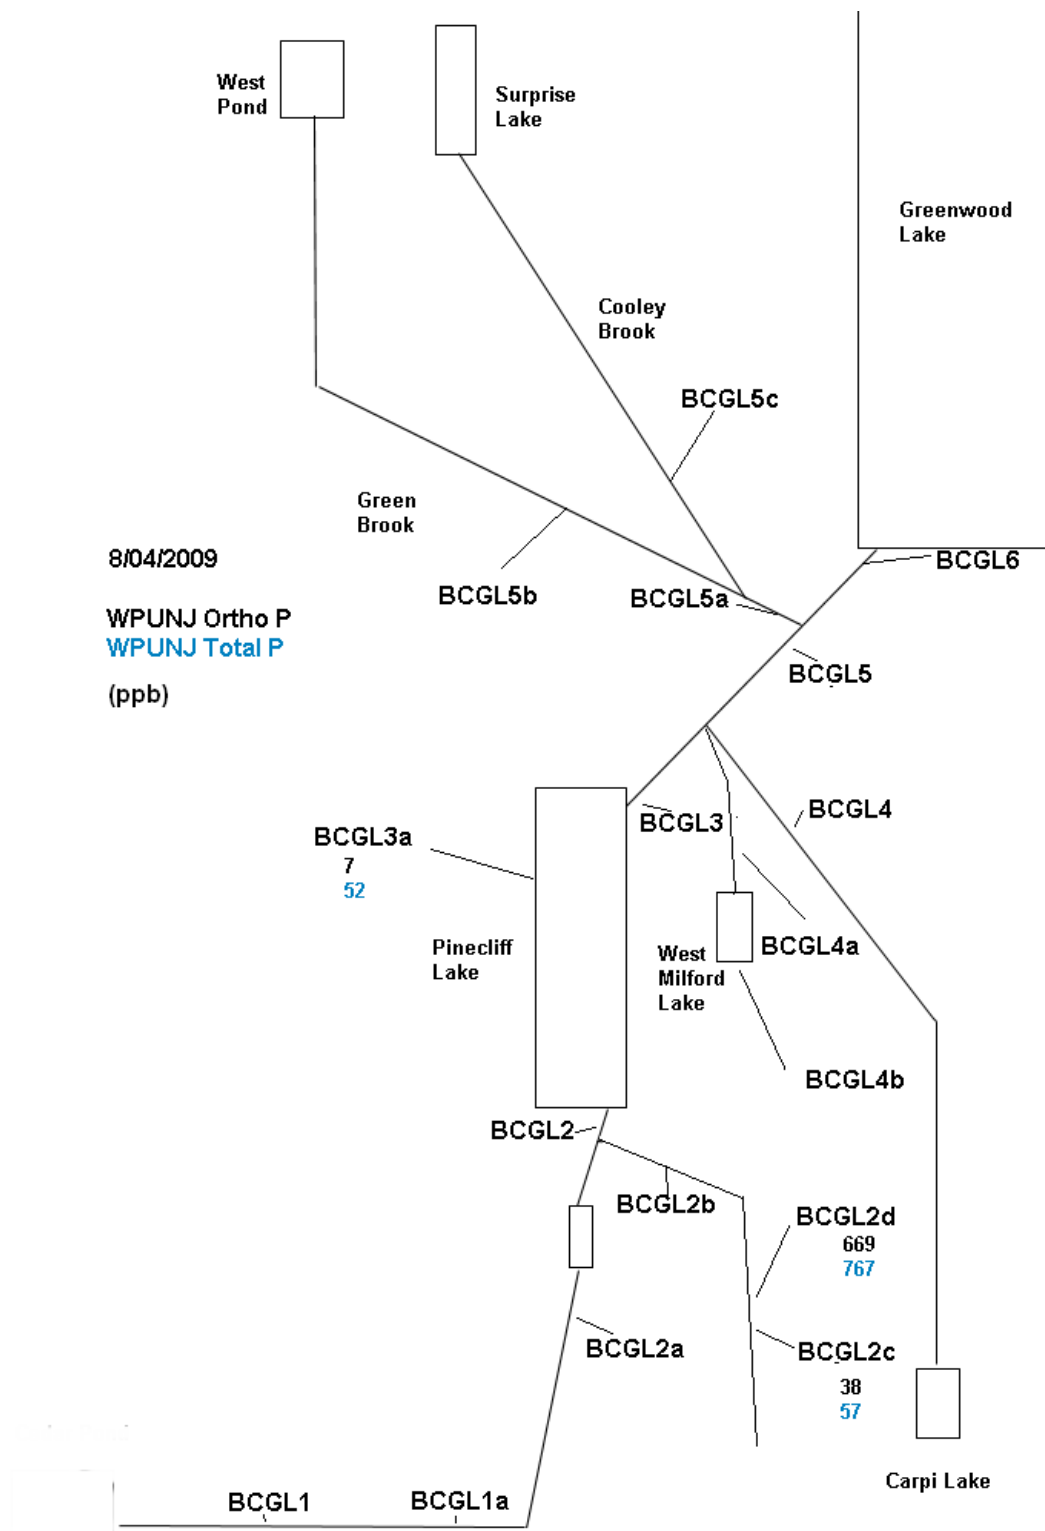 West
Pond
Surprise
Lake
Greenwood
Lake
Cooley
Brook
BCGL5c
Green
Brook
8/04/2009
BCGL6
BCGL5b
BCGL5a
WPUNJ Ortho P
WPUNJ Total P
BCGL5
(ppb)
BCGL4
BCGL3
BCGL3a
7
52
Pinecliff
Lake
West
Milford
Lake
BCGL4a
BCGL4b
BCGL2
BCGL2b
BCGL2d
669
767
BCGL2a
BCGL2c
38
57
Carpi Lake
BCGL1
BCGL1a